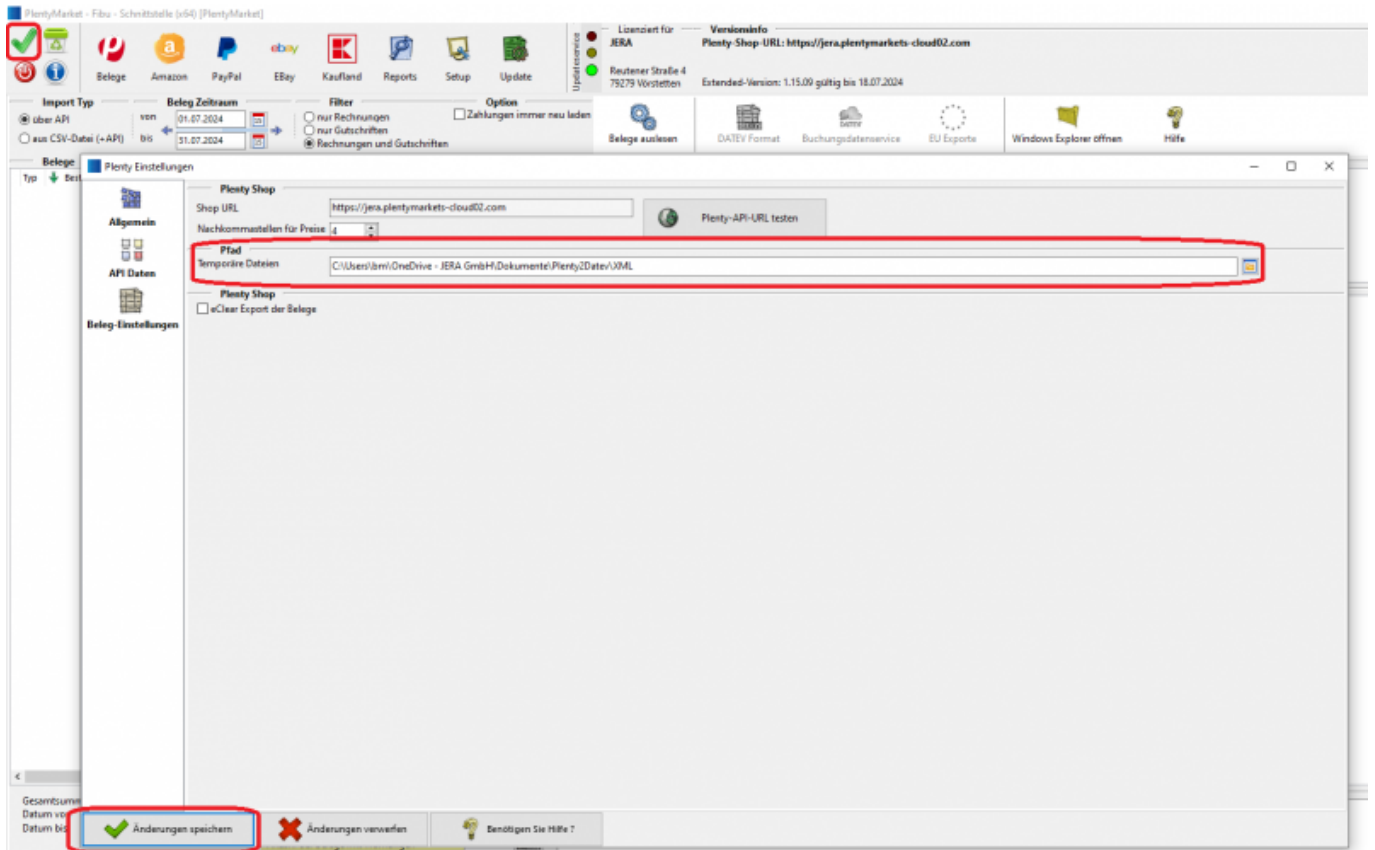 PlentyMarket - Fibu - Schnittstelle (x64) [PlentyMarket]
Belege Amazon PayPal EBay Kaufland Reports Setup Update
Updateservice
Lizenziert für
JERA
Reutener Straße 4
79279 Vörstetten
Versionsinfo
Plenty-Shop-URL: https://jera.plentymarkets-cloud02.com
Extended-Version: 1.15.09 gültig bis 18.07.2024
Import Typ
über API
aus CSV-Datei (+API)
Beleg Zeitraum
von 01.07.2024
bis 31.07.2024
Filter
nur Rechnungen
nur Gutschriften
Rechnungen und Gutschriften
Option
Zahlungen immer neu laden
Belege auslesen DATEV Format Buchungsdatenservice EU Exporte Windows Explorer öffnen Hilfe
Belege
Typ Best
Plenty Einstellungen
Allgemein
API Daten
Beleg-Einstellungen
Plenty Shop
Shop URL https://jera.plentymarkets-cloud02.com
Plenty-API-URL testen
Nachkommastellen für Preise 4
Pfad
Temporäre Dateien C:\Users\bm\OneDrive - JERA GmbH\Dokumente\Plenty2Datev\XML
Plenty Shop
eClear Export der Belege
Gesamtsumm
Datum vo
Datum bis
Änderungen speichern Änderungen verwerfen Benötigen Sie Hilfe ?